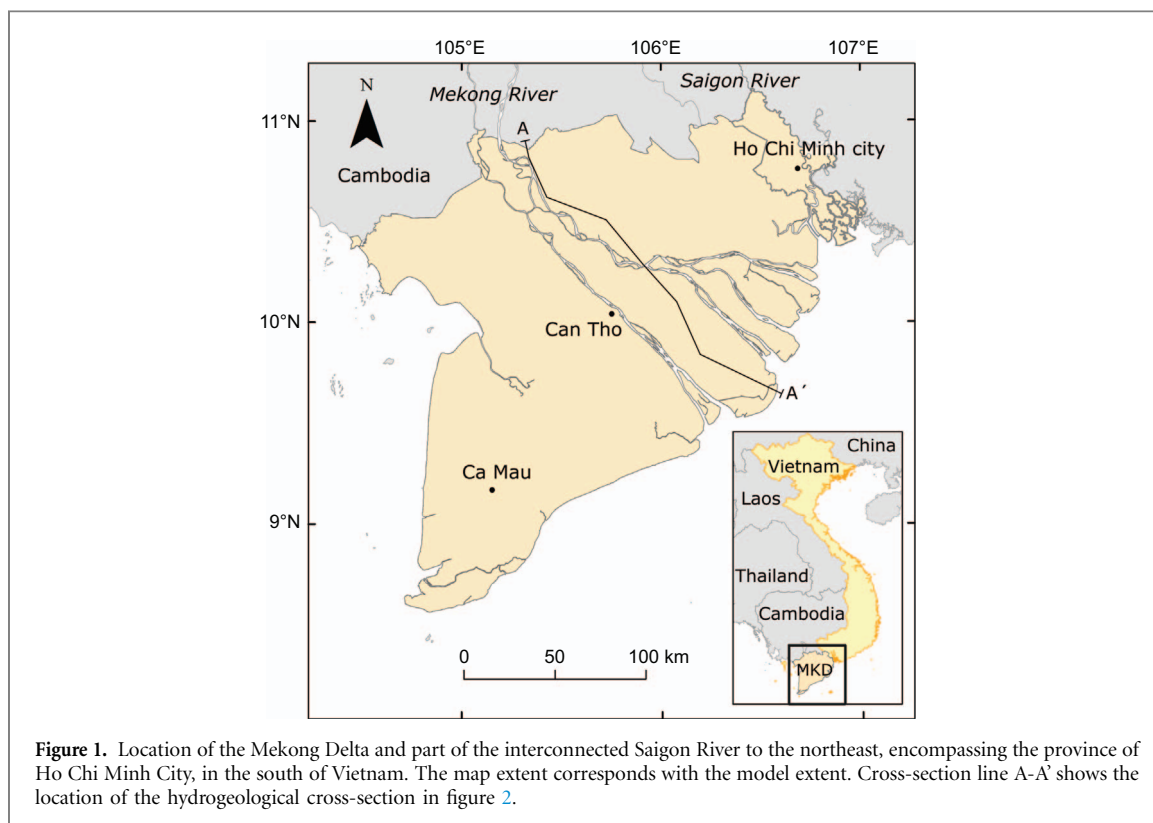 105°E
106°E
107°E
N
Mekong River
Saigon River
11°N
A
Ho Chi Minh city
Cambodia
10°N
Can Tho
A´
9°N
Ca Mau
China
Vietnam
Laos
Thailand
Cambodia
MKD
0
50
100 km
Figure 1. Location of the Mekong Delta and part of the interconnected Saigon River to the northeast, encompassing the province of
Ho Chi Minh City, in the south of Vietnam. The map extent corresponds with the model extent. Cross-section line A-A' shows the
location of the hydrogeological cross-section in figure 2.